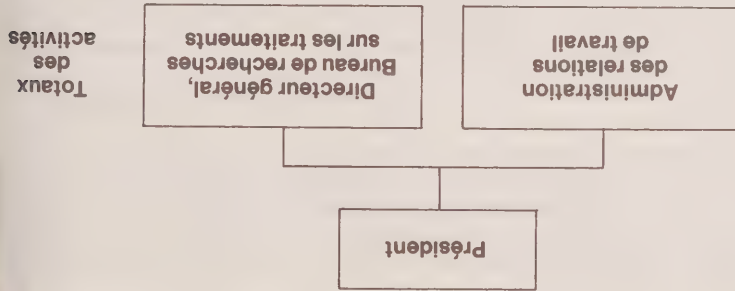 Président
Administration
des relations
de travail
Directeur général,
Bureau de recherches
sur les traitements
Totaux
des
activités